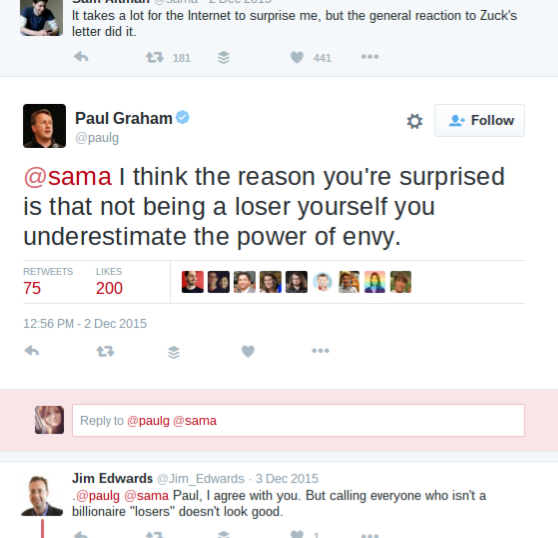 Sam Altman @sama · 2 Dec 2015
It takes a lot for the Internet to surprise me, but the general reaction to Zuck's
letter did it.
181 441
Paul Graham
@paulg
Follow
@sama I think the reason you're surprised
is that not being a loser yourself you
underestimate the power of envy.
RETWEETS LIKES
75 200
12:56 PM - 2 Dec 2015
Reply to @paulg @sama
Jim Edwards @Jim_Edwards · 3 Dec 2015
.@paulg @sama Paul, I agree with you. But calling everyone who isn't a
billionaire "losers" doesn't look good.
1